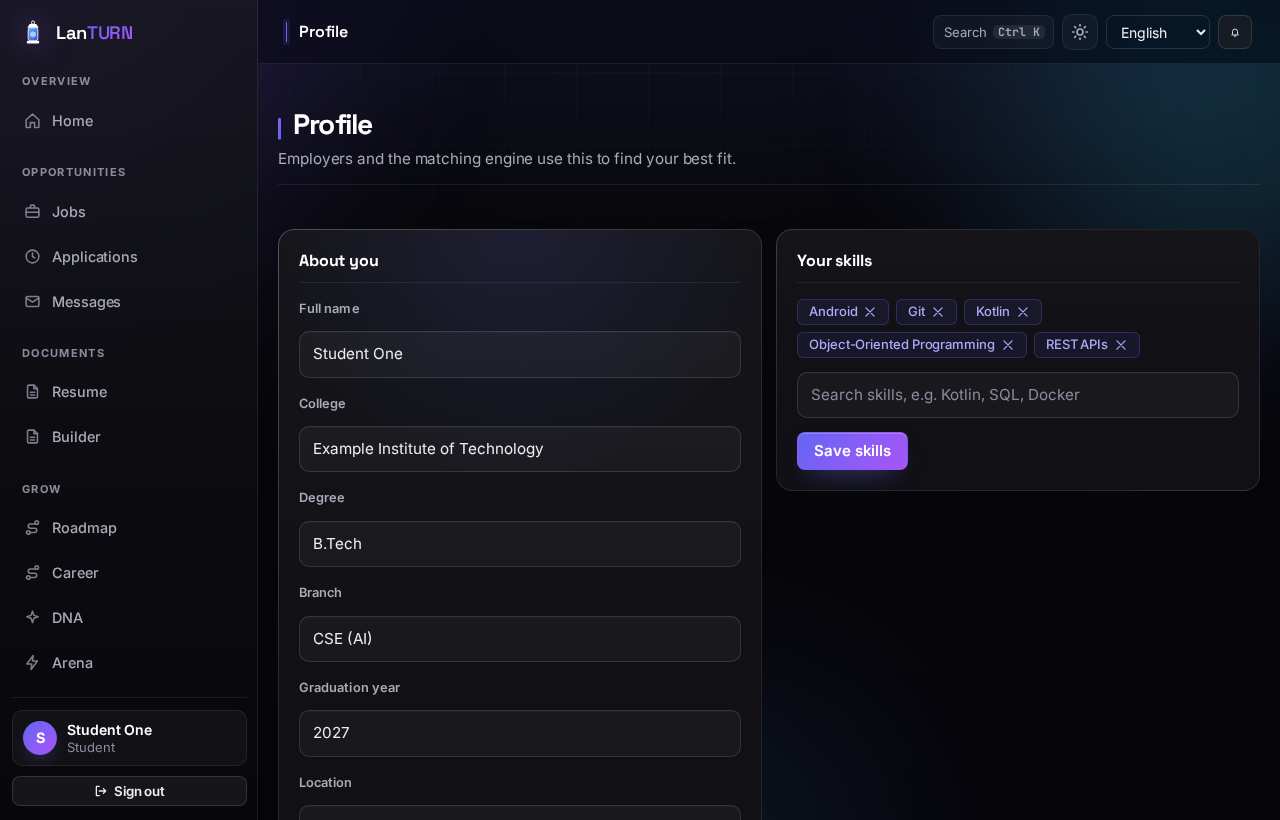 LanTURN
OVERVIEW
Home
OPPORTUNITIES
Jobs
Applications
Messages
DOCUMENTS
Resume
Builder
GROW
Roadmap
Career
DNA
Arena
S
Student One
Student
Sign out
Profile
Search Ctrl K
English
Profile
Employers and the matching engine use this to find your best fit.
About you
Full name
Student One
College
Example Institute of Technology
Degree
B.Tech
Branch
CSE (AI)
Graduation year
2027
Location
Your skills
Android
Git
Kotlin
Object-Oriented Programming
REST APIs
Search skills, e.g. Kotlin, SQL, Docker
Save skills